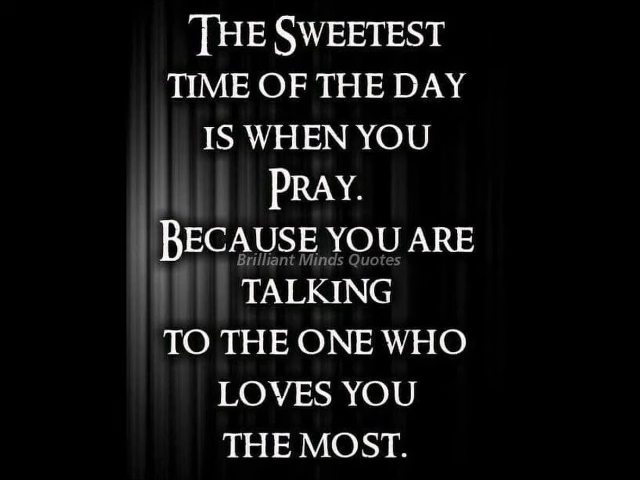 The Sweetest
time of the day
is when you
Pray.
Because you are
Brilliant Minds Quotes
talking
to the one who
loves you
the most.